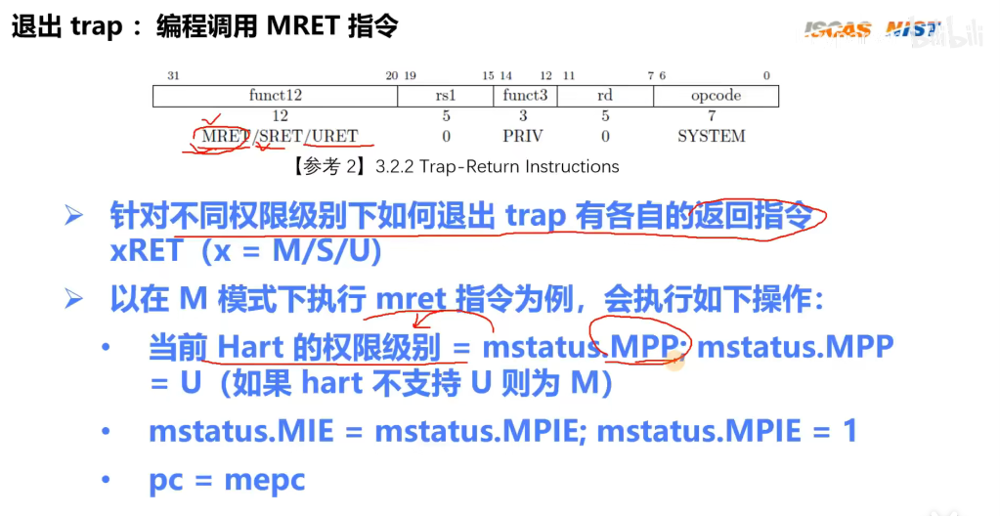 退出 trap ：编程调用 MRET 指令
ISCAS NIST bilibili
31 20 19 15 14 12 11 7 6 0
funct12 rs1 funct3 rd opcode
12 5 3 5 7
MRET/SRET/URET 0 PRIV 0 SYSTEM
【参考 2】3.2.2 Trap-Return Instructions
➢ 针对不同权限级别下如何退出 trap 有各自的返回指令
xRET（x = M/S/U）
➢ 以在 M 模式下执行 mret 指令为例，会执行如下操作：
• 当前 Hart 的权限级别 = mstatus.MPP; mstatus.MPP
= U（如果 hart 不支持 U 则为 M）
• mstatus.MIE = mstatus.MPIE; mstatus.MPIE = 1
• pc = mepc